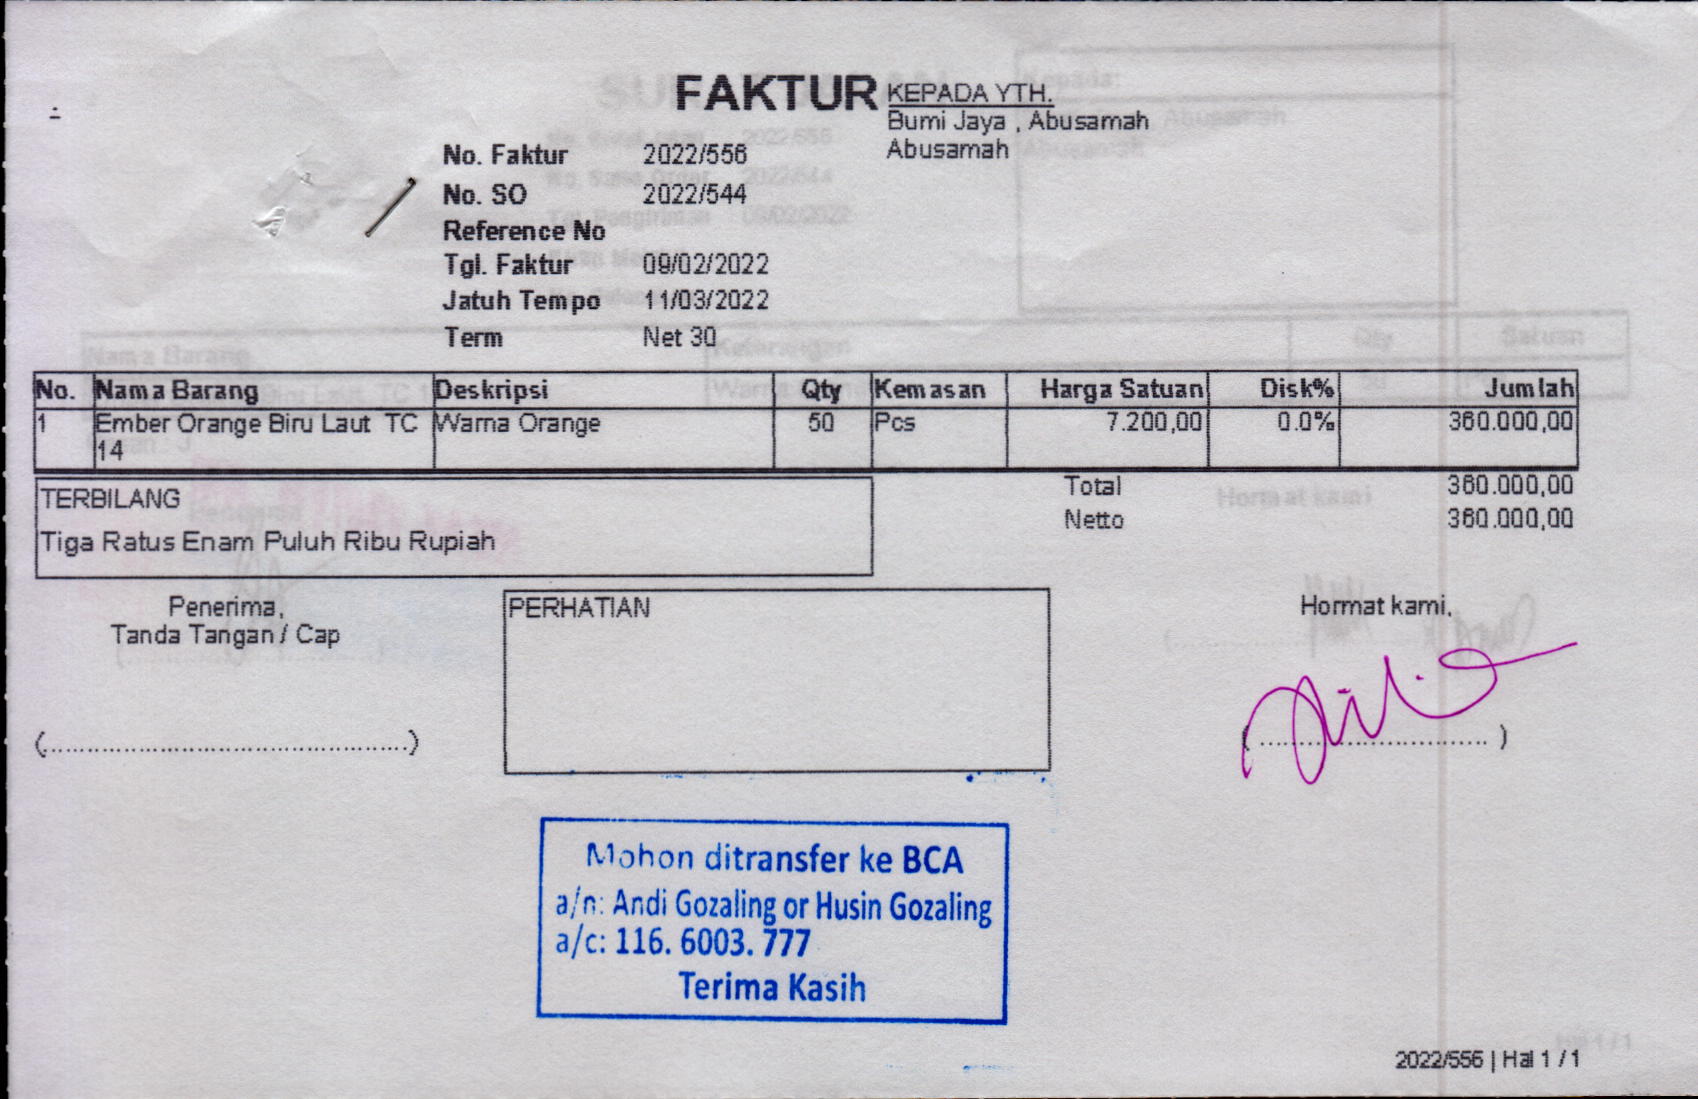 FAKTUR
KEPADA YTH.
Bumi Jaya , Abusamah
Abusamah
No. Faktur 2022/556
No. SO 2022/544
Reference No
Tgl. Faktur 09/02/2022
Jatuh Tempo 11/03/2022
Term Net 30
No. Nama Barang Deskripsi Qty Kemasan Harga Satuan Disk% Jumlah
1 Ember Orange Biru Laut TC Warna Orange 50 Pcs 7.200,00 0.0% 360.000,00
14
Total 360.000,00
Netto 360.000,00
TERBILANG
Tiga Ratus Enam Puluh Ribu Rupiah
Penerima,
Tanda Tangan / Cap
PERHATIAN
Hormat kami,
Mohon ditransfer ke BCA
a/n: Andi Gozaling or Husin Gozaling
a/c: 116. 6003. 777
Terima Kasih
2022/556 | Hal 1 / 1